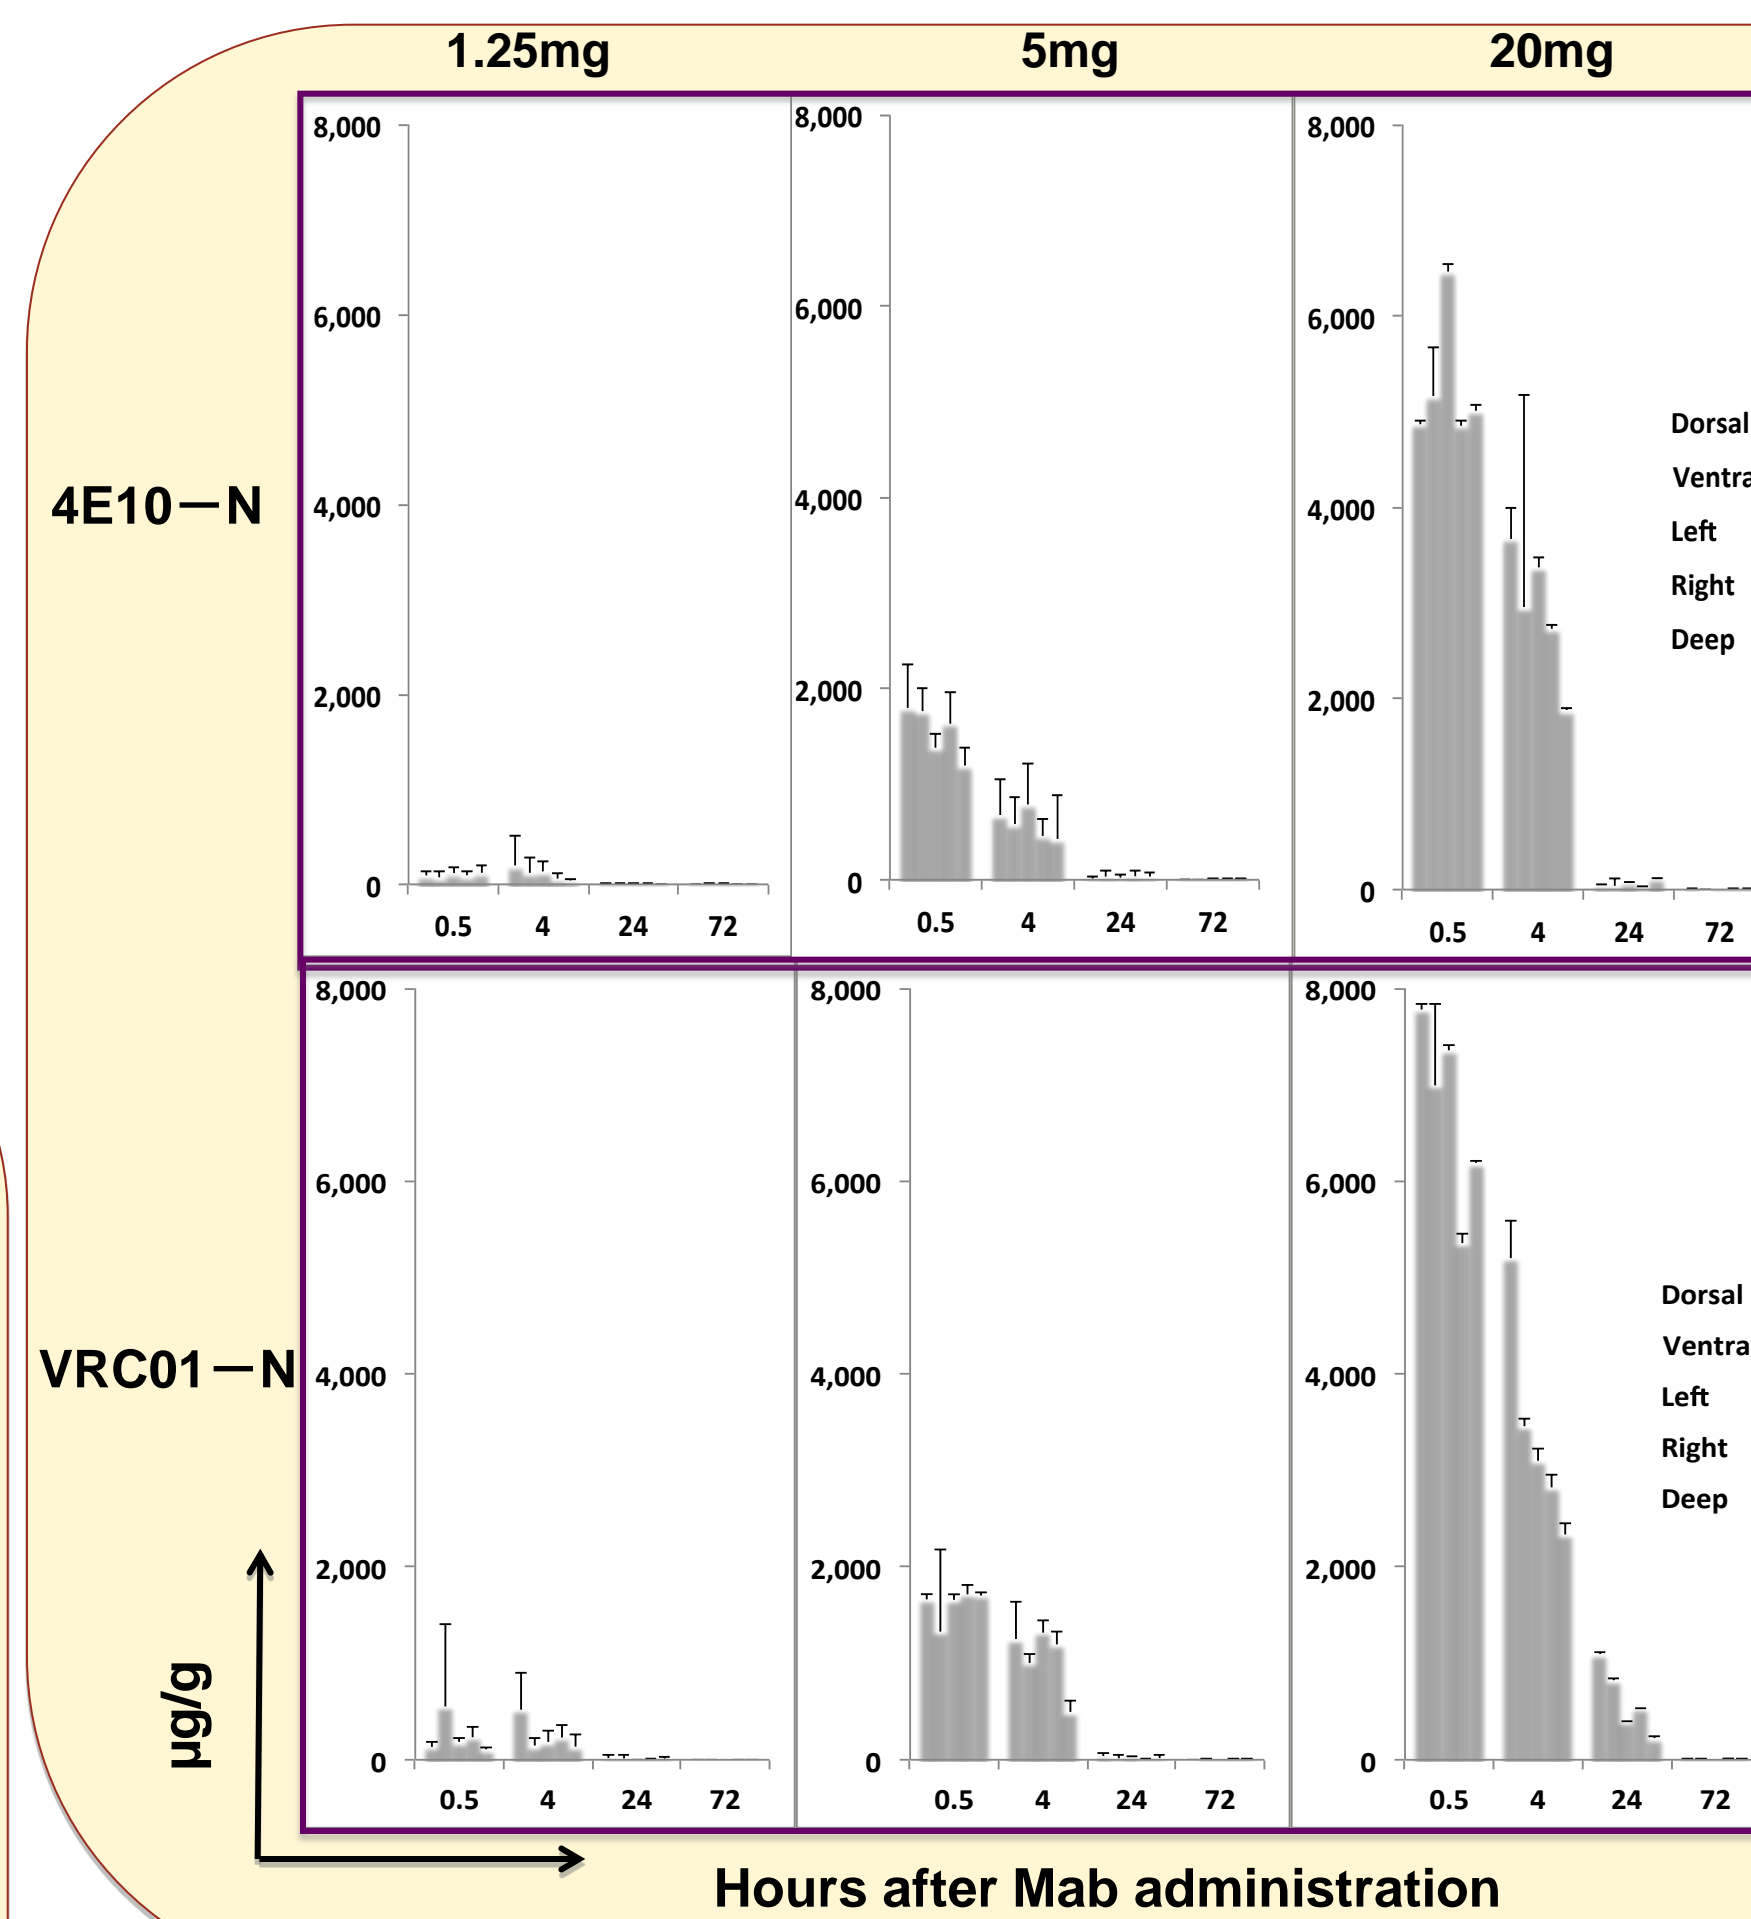 1.25mg 5mg 20mg
4E10—N
8,000
6,000
4,000
2,000
0
0.5 4 24 72
8,000
6,000
4,000
2,000
0
0.5 4 24 72
8,000
6,000
4,000
2,000
0
0.5 4 24 72
Dorsal
Ventra
Left
Right
Deep
VRC01—N
8,000
6,000
4,000
2,000
0
0.5 4 24 72
8,000
6,000
4,000
2,000
0
0.5 4 24 72
8,000
6,000
4,000
2,000
0
0.5 4 24 72
Dorsal
Ventra
Left
Right
Deep
µg/g
Hours after Mab administration